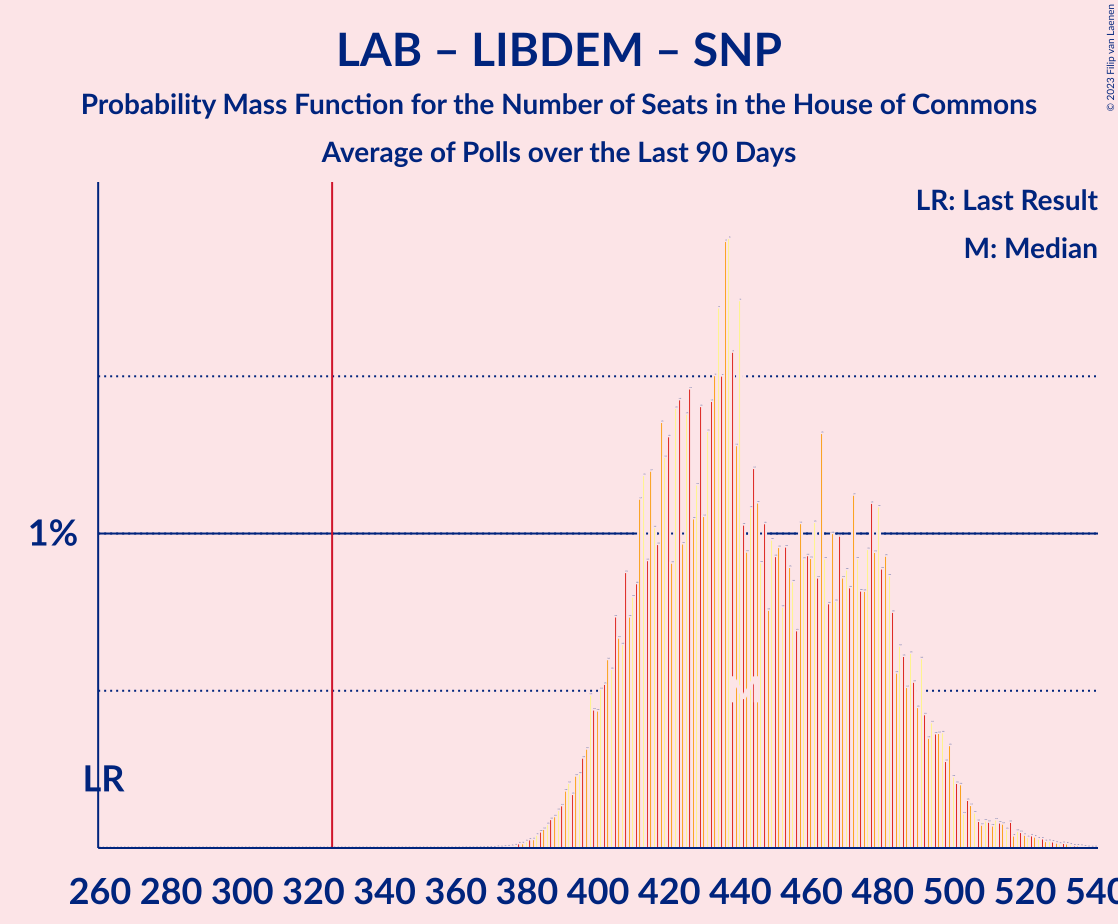 LAB – LIBDEM – SNP
Probability Mass Function for the Number of Seats in the House of Commons
Average of Polls over the Last 90 Days
© 2023 Filip van Laenen
LR: Last Result
M: Median
1%
M
LR
260 280 300 320 340 360 380 400 420 440 460 480 500 520 540